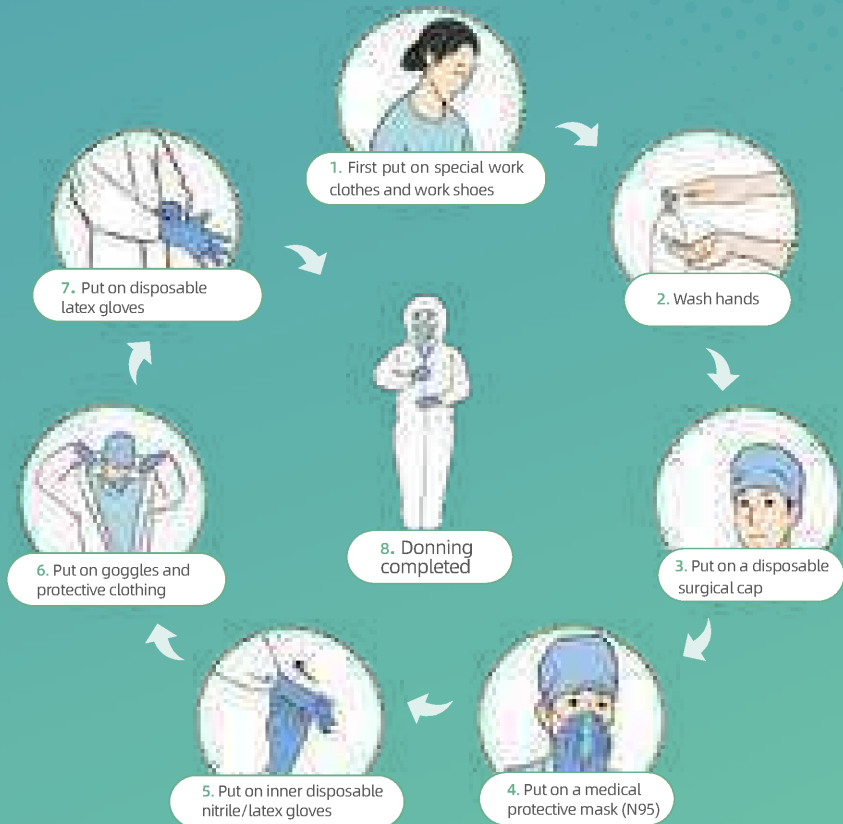 1. First put on special work
clothes and work shoes
2. Wash hands
3. Put on a disposable
surgical cap
4. Put on a medical
protective mask (N95)
5. Put on inner disposable
nitrile/latex gloves
6. Put on goggles and
protective clothing
7. Put on disposable
latex gloves
8. Donning
completed